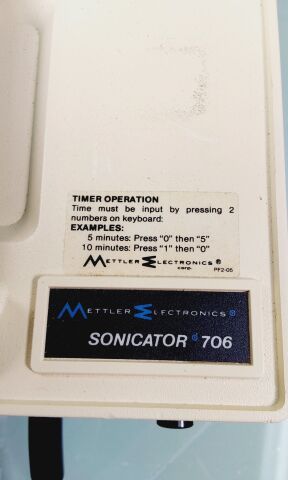 TIMER OPERATION
Time must be input by pressing 2
numbers on keyboard:
EXAMPLES:
5 minutes: Press "0" then "5"
10 minutes: Press "1" then "0"
METTLER ELECTRONICS®
corp. PF2-05
METTLER ELECTRONICS®
SONICATOR® 706